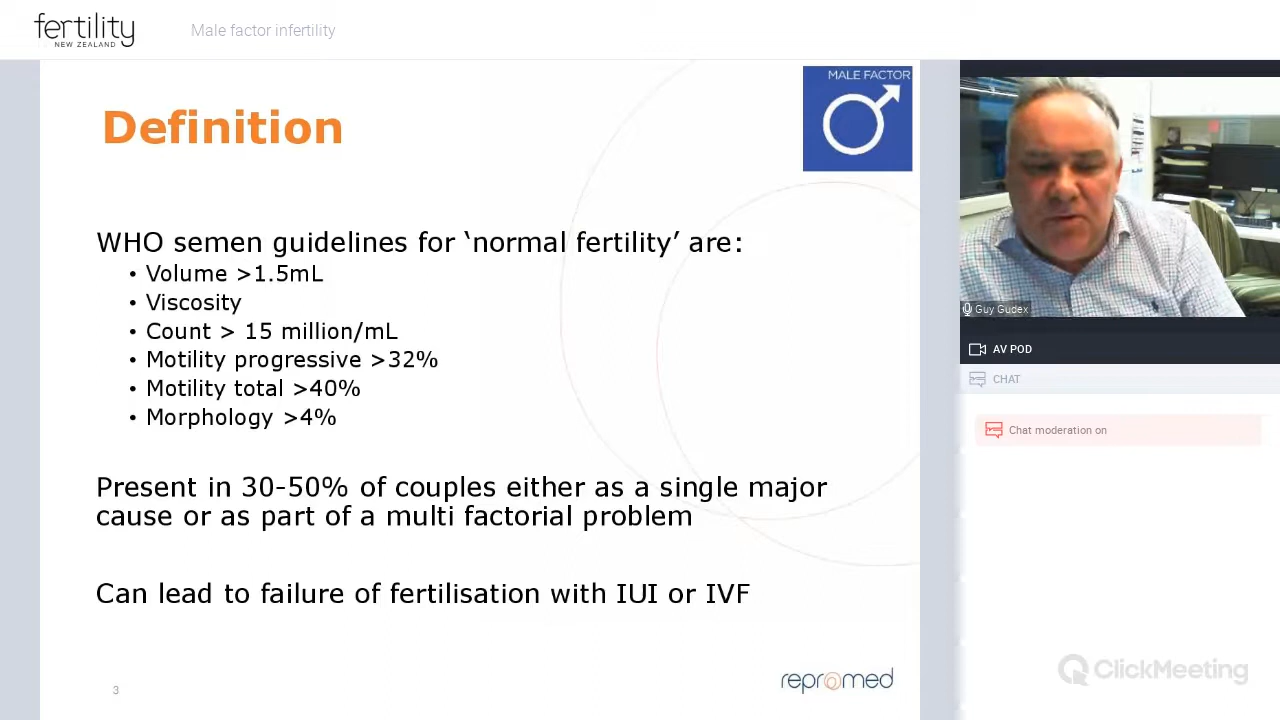 fertility
NEW ZEALAND
Male factor infertility
MALE FACTOR
Definition
WHO semen guidelines for ‘normal fertility’ are:
• Volume >1.5mL
• Viscosity
• Count > 15 million/mL
• Motility progressive >32%
• Motility total >40%
• Morphology >4%
Present in 30-50% of couples either as a single major
cause or as part of a multi factorial problem
Can lead to failure of fertilisation with IUI or IVF
3
repromed
Guy Gudex
AV POD
CHAT
Chat moderation on
ClickMeeting